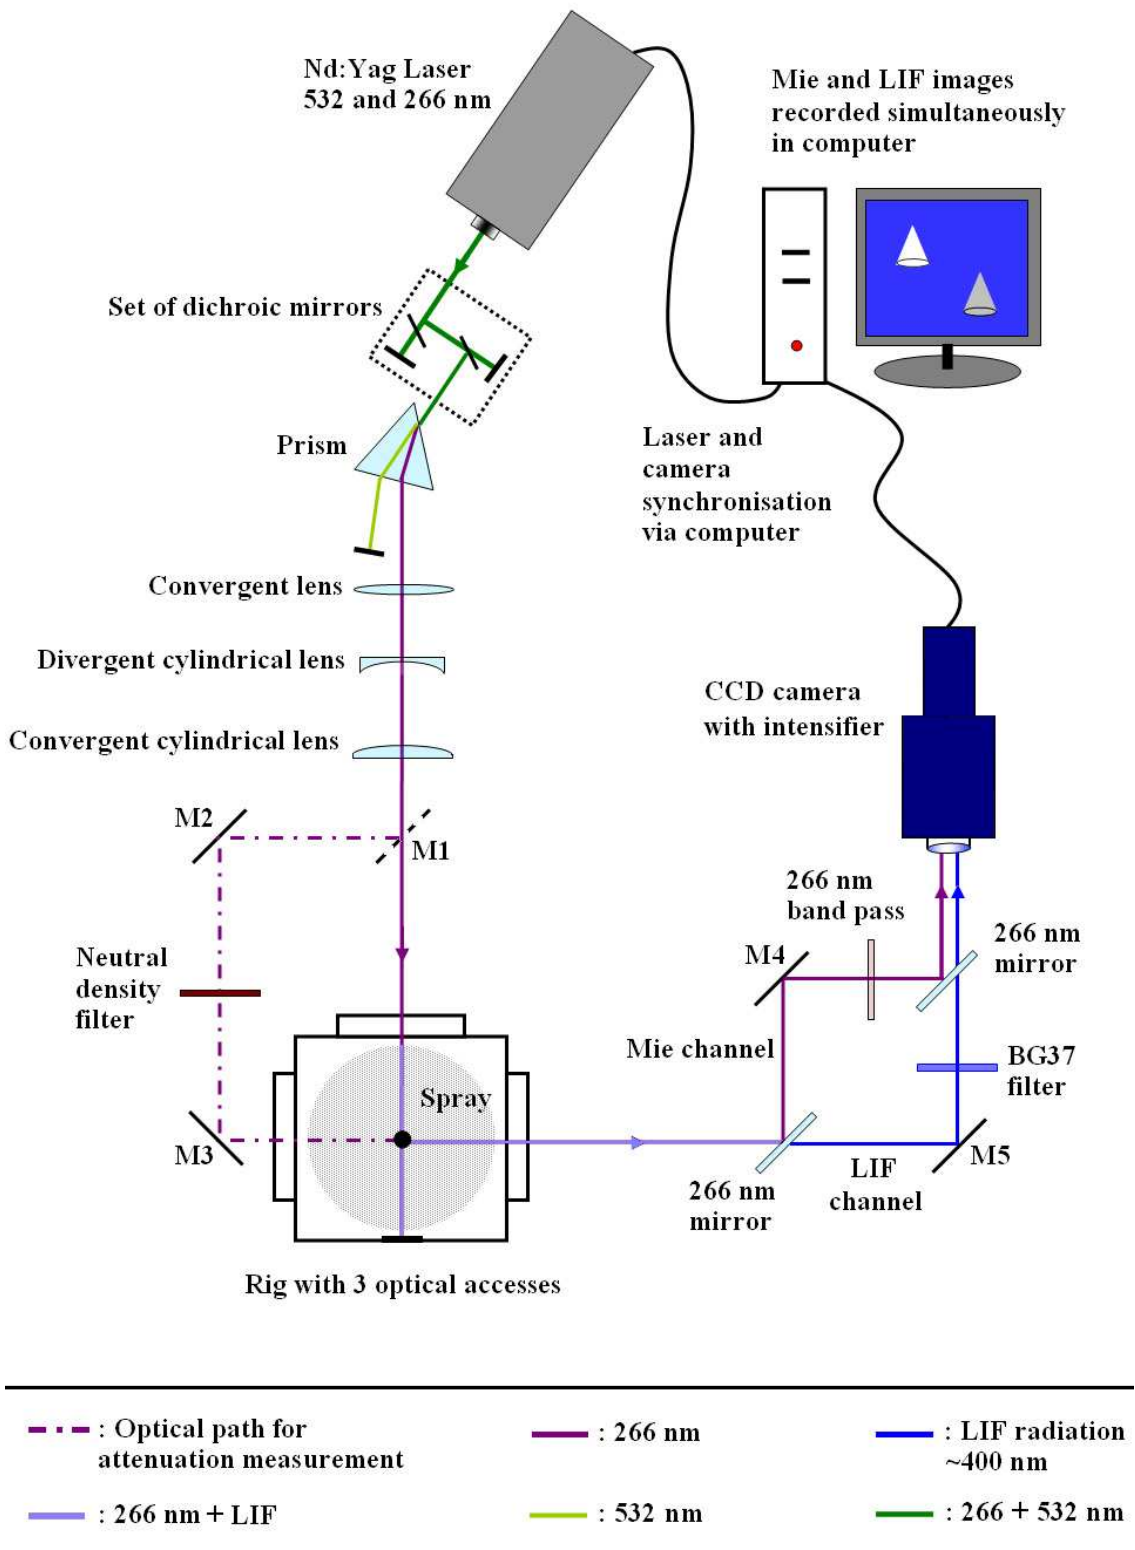 Nd:Yag Laser
532 and 266 nm
Mie and LIF images
recorded simultaneously
in computer
Set of dichroic mirrors
Prism
Laser and
camera
synchronisation
via computer
Convergent lens
Divergent cylindrical lens
Convergent cylindrical lens
CCD camera
with intensifier
M2
M1
266 nm
band pass
Neutral
density
filter
M4
266 nm
mirror
Mie channel
BG37
filter
Spray
M3
M5
LIF
channel
266 nm
mirror
Rig with 3 optical accesses
: Optical path for
attenuation measurement
: 266 nm
: LIF radiation
~400 nm
: 266 nm + LIF
: 532 nm
: 266 + 532 nm